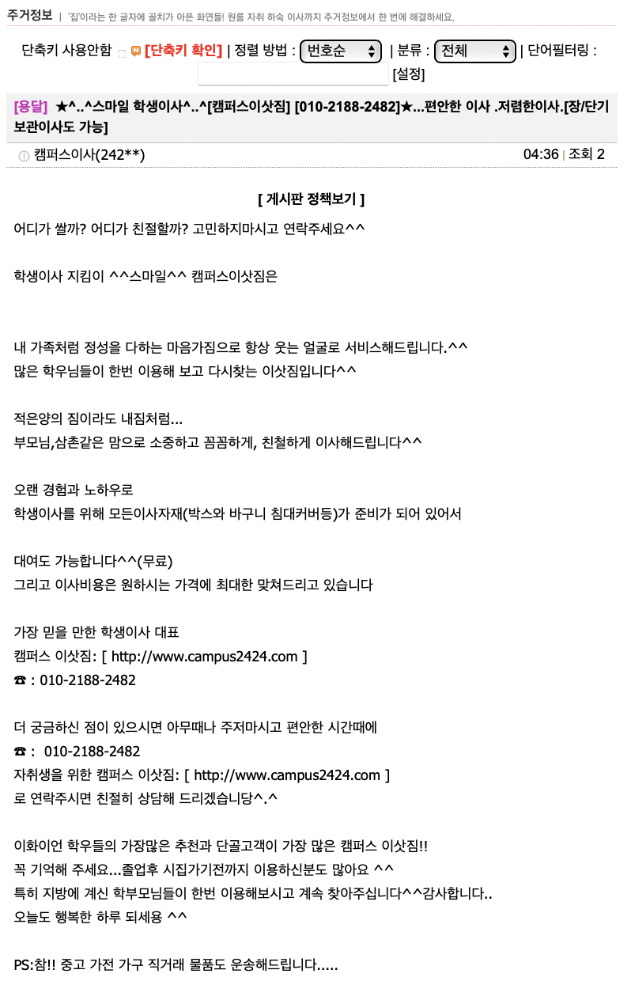 주거정보 | '집'이라는 한 글자에 골치가 아픈 화연들! 원룸 자취 하숙 이사까지 주거정보에서 한 번에 해결하세요.
단축키 사용안함 [단축키 확인] | 정렬 방법 : 번호순 | 분류 : 전체 | 단어필터링 :
[설정]
[용달] ★^..^스마일 학생이사^..^[캠퍼스이삿짐] [010-2188-2482]★...편안한 이사 .저렴한이사.[장/단기
보관이사도 가능]
캠퍼스이사(242**) 04:36 | 조회 2
[ 게시판 정책보기 ]
어디가 쌀까? 어디가 친절할까? 고민하지마시고 연락주세요^^
학생이사 지킴이 ^^스마일^^ 캠퍼스이삿짐은
내 가족처럼 정성을 다하는 마음가짐으로 항상 웃는 얼굴로 서비스해드립니다.^^
많은 학우님들이 한번 이용해 보고 다시찾는 이삿짐입니다^^
적은양의 짐이라도 내짐처럼...
부모님,삼촌같은 맘으로 소중하고 꼼꼼하게, 친철하게 이사해드립니다^^
오랜 경험과 노하우로
학생이사를 위해 모든이사자재(박스와 바구니 침대커버등)가 준비가 되어 있어서
대여도 가능합니다^^(무료)
그리고 이사비용은 원하시는 가격에 최대한 맞쳐드리고 있습니다
가장 믿을 만한 학생이사 대표
캠퍼스 이삿짐: [ http://www.campus2424.com ]
☎ : 010-2188-2482
더 궁금하신 점이 있으시면 아무때나 주저마시고 편안한 시간때에
☎ : 010-2188-2482
자취생을 위한 캠퍼스 이삿짐: [ http://www.campus2424.com ]
로 연락주시면 친절히 상담해 드리겠습니당^.^
이화이언 학우들의 가장많은 추천과 단골고객이 가장 많은 캠퍼스 이삿짐!!
꼭 기억해 주세요...졸업후 시집가기전까지 이용하신분도 많아요 ^^
특히 지방에 계신 학부모님들이 한번 이용해보시고 계속 찾아주십니다^^감사합니다..
오늘도 행복한 하루 되세용 ^^
PS:참!! 중고 가전 가구 직거래 물품도 운송해드립니다.....